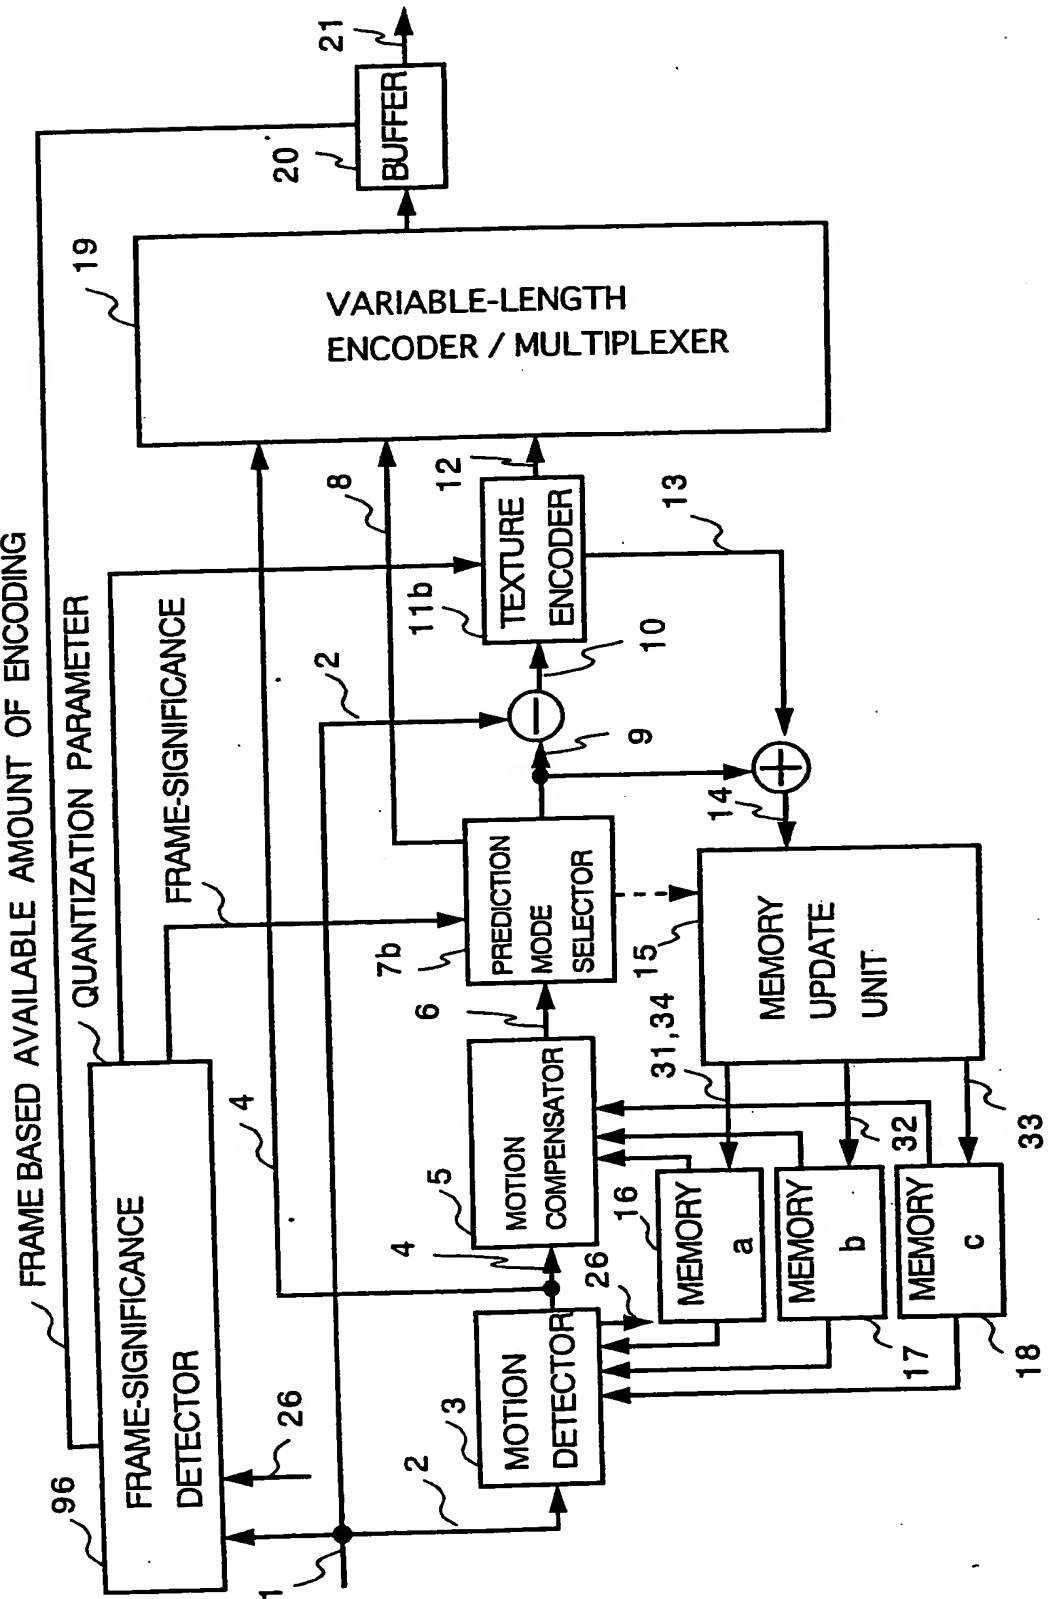 FRAME BASED AVAILABLE AMOUNT OF ENCODING
QUANTIZATION PARAMETER
FRAME-SIGNIFICANCE
96
FRAME-SIGNIFICANCE
DETECTOR
26
1
2
4
2
8
3
MOTION
DETECTOR
4
26
5
MOTION
COMPENSATOR
6
7b
PREDICTION
MODE
SELECTOR
9
10
11b
TEXTURE
ENCODER
12
13
14
15
MEMORY
UPDATE
UNIT
31,34
32
33
16
MEMORY
a
17
MEMORY
b
18
MEMORY
c
19
VARIABLE-LENGTH
ENCODER / MULTIPLEXER
20
BUFFER
21